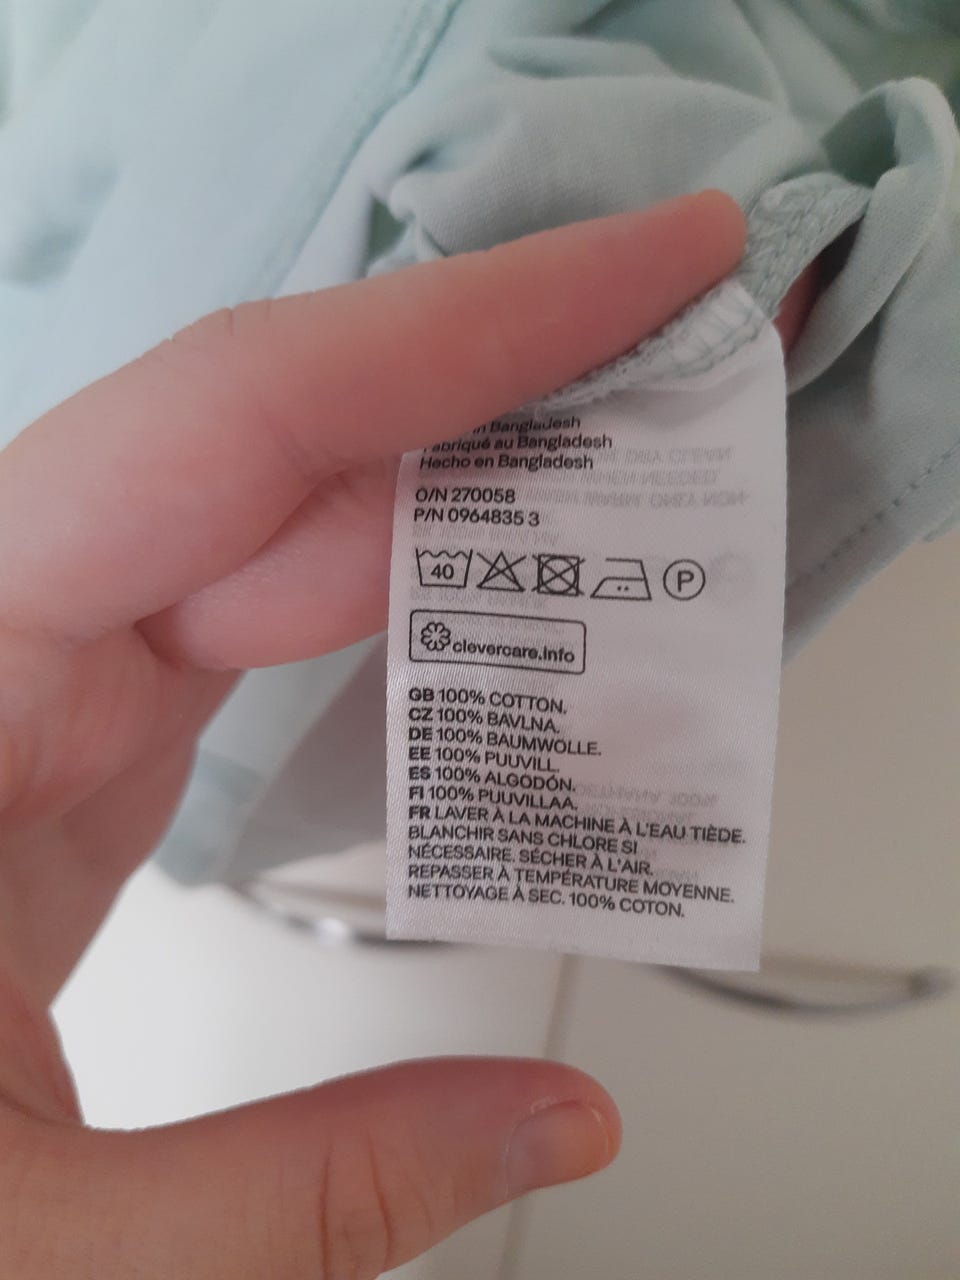 in Bangladesh
Fabriqué au Bangladesh
Hecho en Bangladesh
O/N 270058
P/N 0964835 3
40
P
clevercare.info
GB 100% COTTON.
CZ 100% BAVLNA.
DE 100% BAUMWOLLE.
EE 100% PUUVILL.
ES 100% ALGODÓN.
FI 100% PUUVILLAA.
FR LAVER À LA MACHINE À L'EAU TIÈDE.
BLANCHIR SANS CHLORE SI
NÉCESSAIRE. SÉCHER À L'AIR.
REPASSER À TEMPÉRATURE MOYENNE.
NETTOYAGE À SEC. 100% COTON.